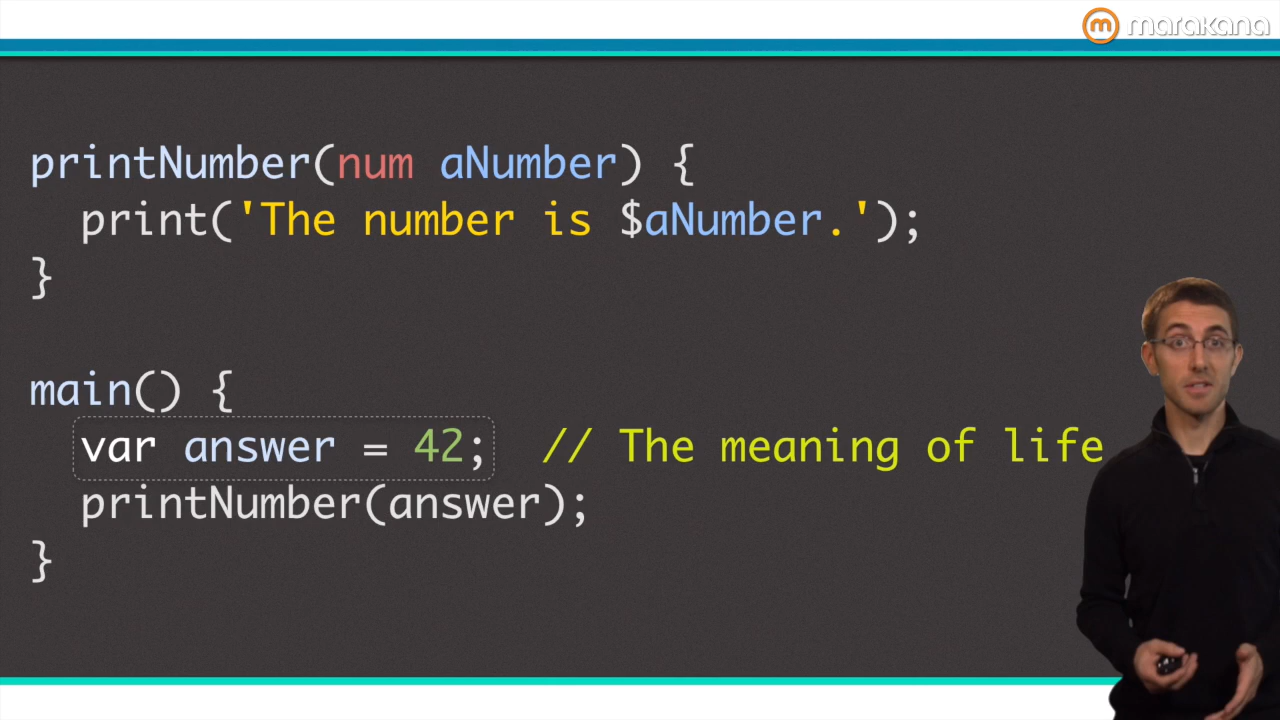 marakana
printNumber(num aNumber) {
  print('The number is $aNumber.');
}
main() {
  var answer = 42;  // The meaning of life
  printNumber(answer);
}